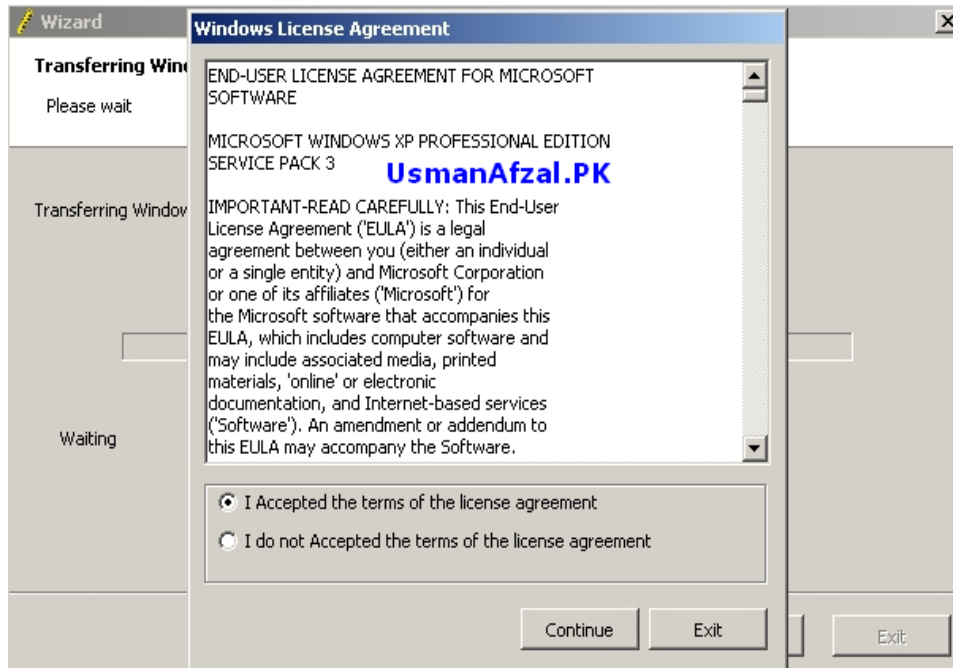 Wizard
Windows License Agreement
Transferring
Please wait
END-USER LICENSE AGREEMENT FOR MICROSOFT
SOFTWARE
MICROSOFT WINDOWS XP PROFESSIONAL EDITION
SERVICE PACK 3
UsmanAfzal.PK
Transferring
IMPORTANT-READ CAREFULLY: This End-User
License Agreement ('EULA') is a legal
agreement between you (either an individual
or a single entity) and Microsoft Corporation
or one of its affiliates ('Microsoft') for
the Microsoft software that accompanies this
EULA, which includes computer software and
may include associated media, printed
materials, 'online' or electronic
documentation, and Internet-based services
('Software'). An amendment or addendum to
this EULA may accompany the Software.
Waiting
I Accepted the terms of the license agreement
I do not Accepted the terms of the license agreement
Continue
Exit
Exit